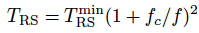 T_RS = T_RS^min (1 + f_c/f)^2